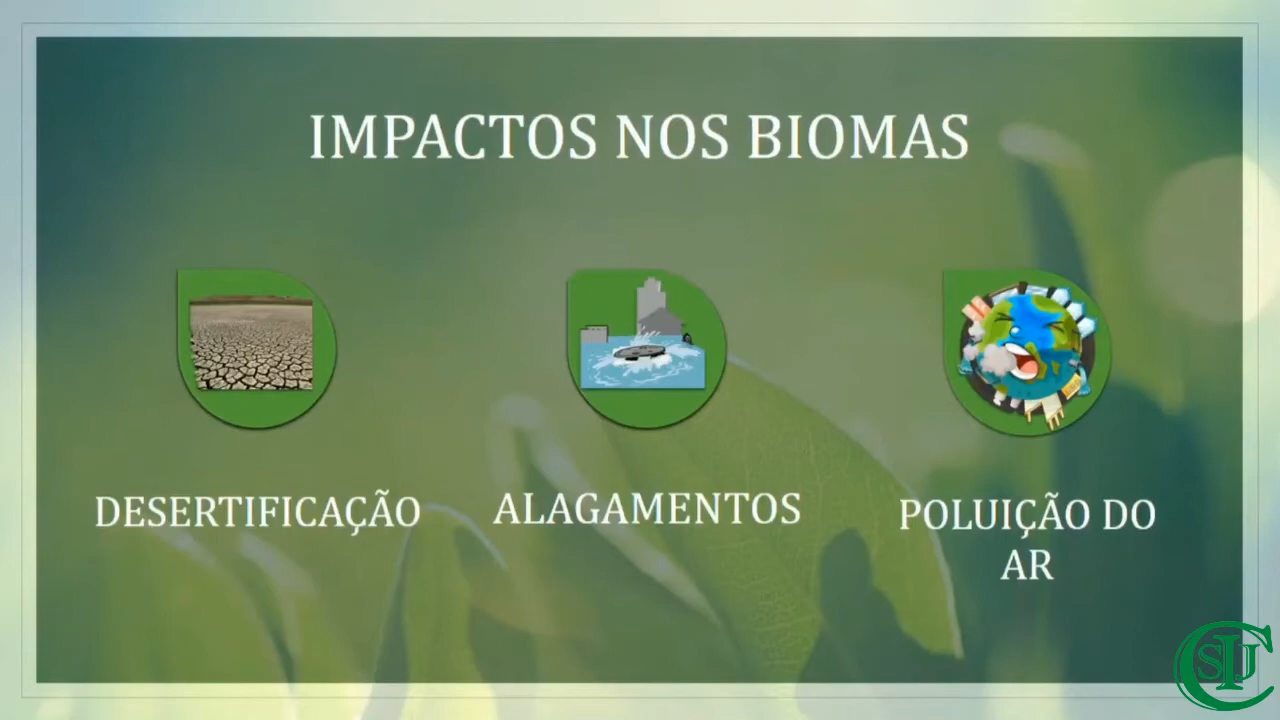 IMPACTOS NOS BIOMAS
DESERTIFICAÇÃO
ALAGAMENTOS
POLUIÇÃO DO
AR